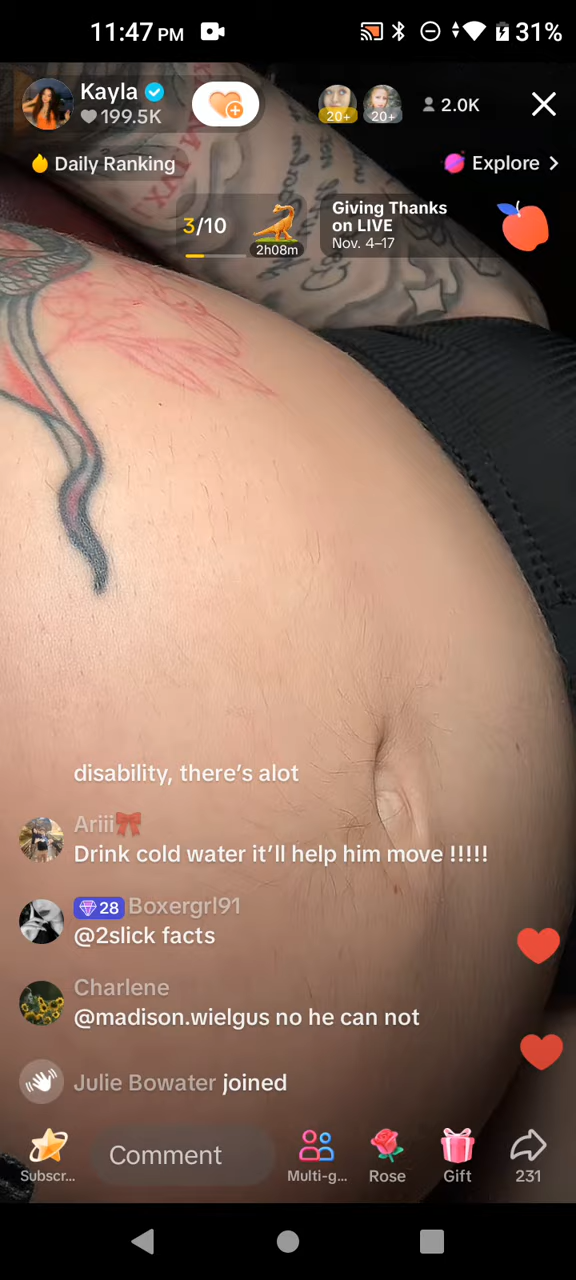 11:47 PM
31%
Kayla
199.5K
20+
20+
2.0K
Daily Ranking
Explore >
3/10
2h08m
Giving Thanks
on LIVE
Nov. 4–17
disability, there's alot
Ariii🎀
Drink cold water it'll help him move !!!!!
28 Boxergrl91
@2slick facts
Charlene
@madison.wielgus no he can not
Julie Bowater joined
Subscr...
Comment
Multi-g...
Rose
Gift
231